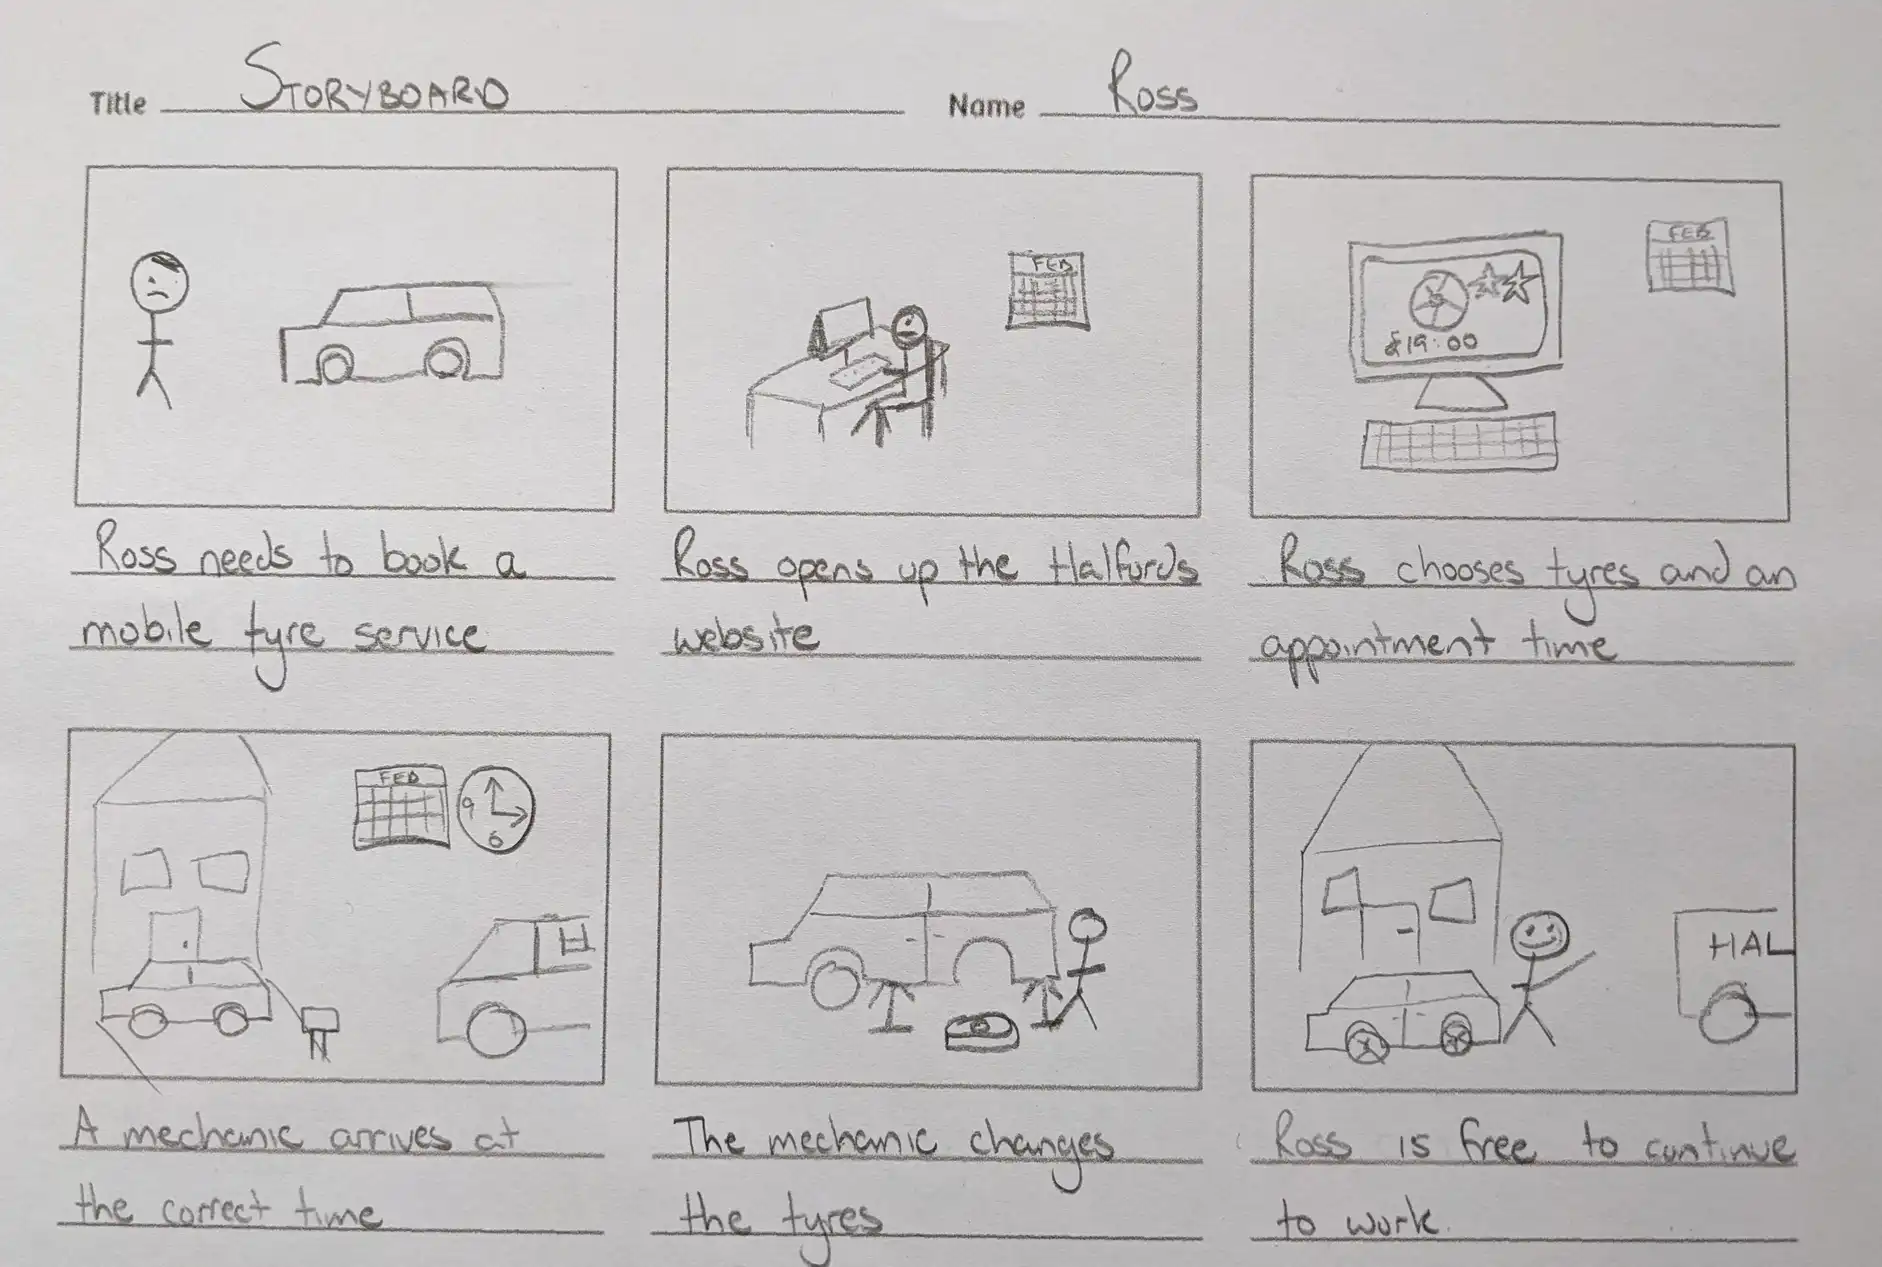 Title STORYBOARD
Name Ross
FEB
FEB
£19:00
Ross needs to book a
mobile tyre service
Ross opens up the Halfords
website
Ross chooses tyres and an
appointment time
FEB
9
6
H
HAL
A mechanic arrives at
the correct time
The mechanic changes
the tyres
Ross is free to continue
to work.